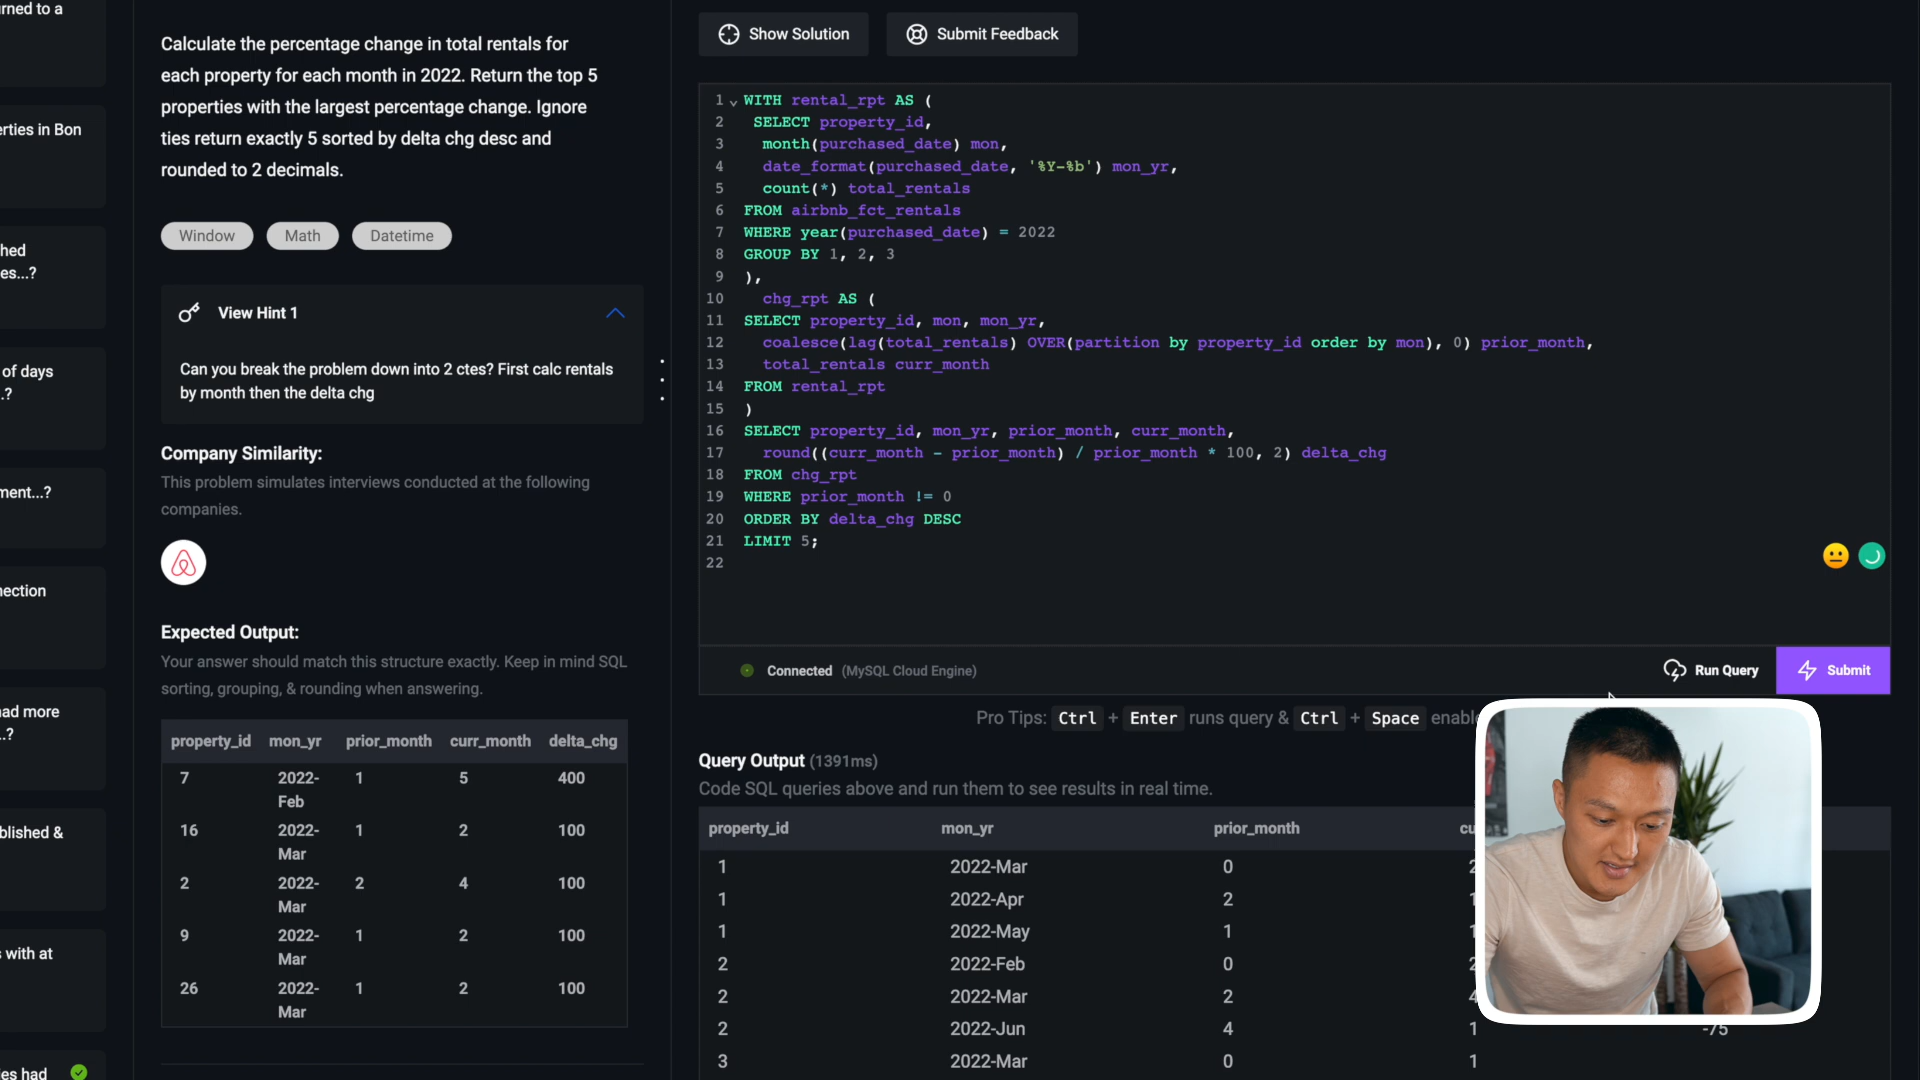 rned to a
erties in Bon
hed
es...?
of days
.?
ment...?
nection
nad more
..?
blished &
s with at
ies had
Calculate the percentage change in total rentals for
each property for each month in 2022. Return the top 5
properties with the largest percentage change. Ignore
ties return exactly 5 sorted by delta chg desc and
rounded to 2 decimals.
Window Math Datetime
View Hint 1
Can you break the problem down into 2 ctes? First calc rentals
by month then the delta chg
Company Similarity:
This problem simulates interviews conducted at the following
companies.
Expected Output:
Your answer should match this structure exactly. Keep in mind SQL
sorting, grouping, & rounding when answering.
property_id mon_yr prior_month curr_month delta_chg
7 2022-Feb 1 5 400
16 2022-Mar 1 2 100
2 2022-Mar 2 4 100
9 2022-Mar 1 2 100
26 2022-Mar 1 2 100
Show Solution Submit Feedback
1 WITH rental_rpt AS (
2 SELECT property_id,
3 month(purchased_date) mon,
4 date_format(purchased_date, '%Y-%b') mon_yr,
5 count(*) total_rentals
6 FROM airbnb_fct_rentals
7 WHERE year(purchased_date) = 2022
8 GROUP BY 1, 2, 3
9 ),
10 chg_rpt AS (
11 SELECT property_id, mon, mon_yr,
12 coalesce(lag(total_rentals) OVER(partition by property_id order by mon), 0) prior_month,
13 total_rentals curr_month
14 FROM rental_rpt
15 )
16 SELECT property_id, mon_yr, prior_month, curr_month,
17 round((curr_month - prior_month) / prior_month * 100, 2) delta_chg
18 FROM chg_rpt
19 WHERE prior_month != 0
20 ORDER BY delta_chg DESC
21 LIMIT 5;
22
Connected (MySQL Cloud Engine) Run Query Submit
Pro Tips: Ctrl + Enter runs query & Ctrl + Space enabl
Query Output (1391ms)
Code SQL queries above and run them to see results in real time.
property_id mon_yr prior_month cu
1 2022-Mar 0 2
1 2022-Apr 2 1
1 2022-May 1 1
2 2022-Feb 0 2
2 2022-Mar 2 4
2 2022-Jun 4 1 -75
3 2022-Mar 0 1